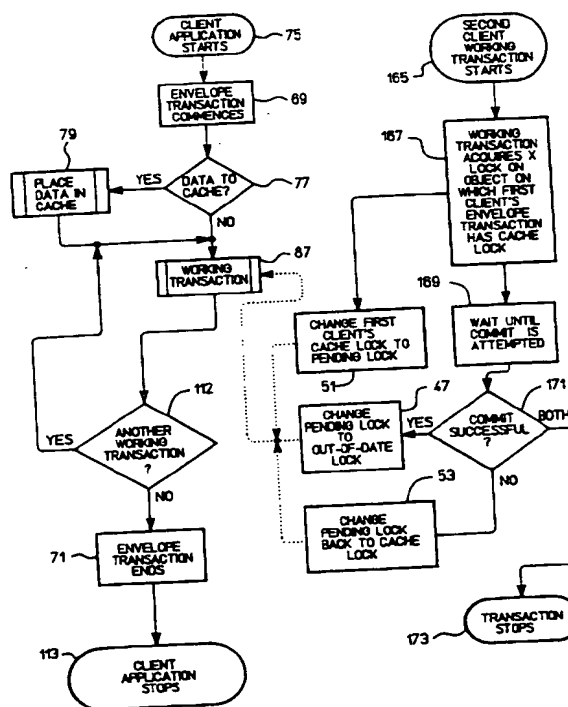 CLIENT
APPLICATION
STARTS
75
ENVELOPE
TRANSACTION
COMMENCES
69
79
PLACE
DATA IN
CACHE
YES
DATA TO
CACHE?
77
NO
WORKING
TRANSACTION
87
112
YES
ANOTHER
WORKING
TRANSACTION
?
NO
71
ENVELOPE
TRANSACTION
ENDS
113
CLIENT
APPLICATION
STOPS
SECOND
CLIENT
WORKING
TRANSACTION
STARTS
165
167
WORKING
TRANSACTION
ACQUIRES X
LOCK ON
OBJECT ON
WHICH FIRST
CLIENT'S
ENVELOPE
TRANSACTION
HAS CACHE
LOCK
169
WAIT UNTIL
COMMIT IS
ATTEMPTED
CHANGE FIRST
CLIENT'S
CACHE LOCK TO
PENDING LOCK
51
47
CHANGE
PENDING LOCK
TO
OUT-OF-DATE
LOCK
YES
COMMIT
SUCCESSFUL
?
171
BOTH
NO
53
CHANGE
PENDING LOCK
BACK TO CACHE
LOCK
TRANSACTION
STOPS
173